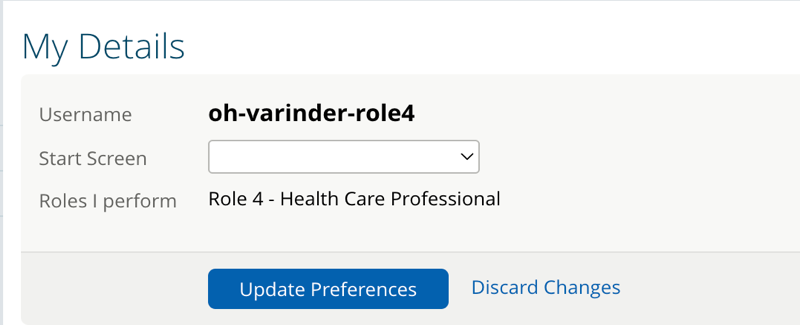 My Details
Username oh-varinder-role4
Start Screen
Roles I perform Role 4 - Health Care Professional
Update Preferences Discard Changes